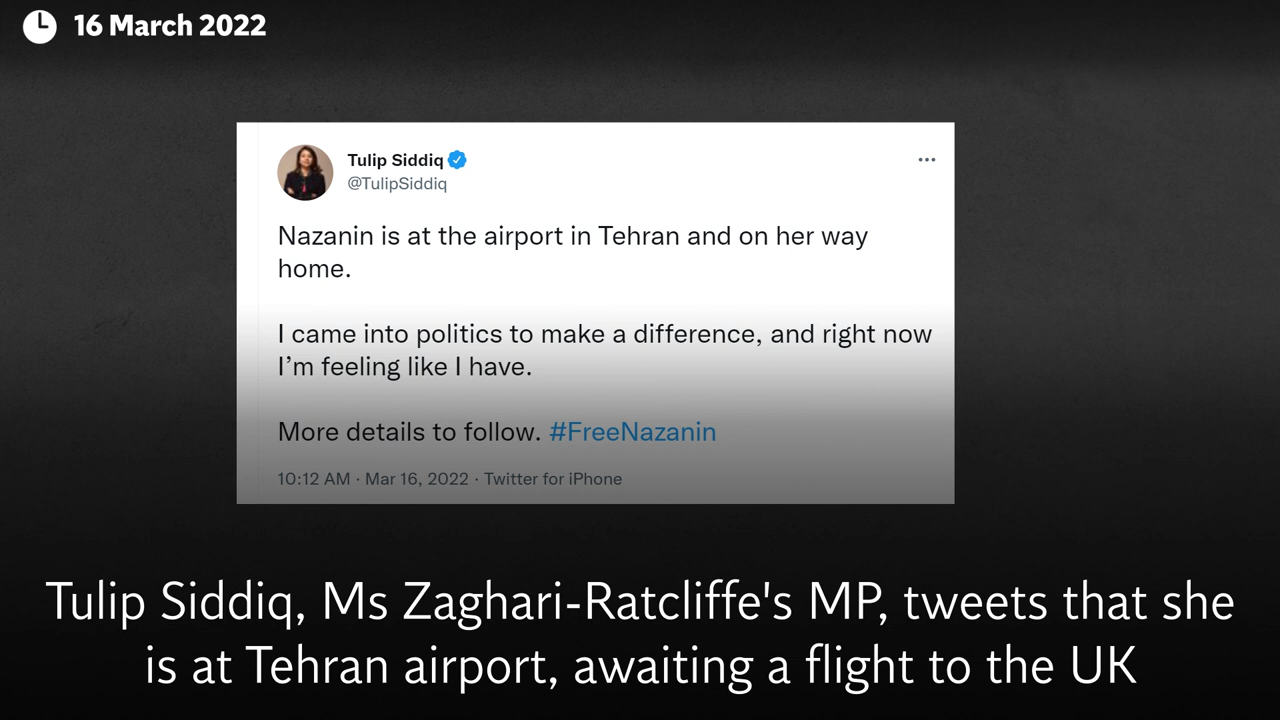 16 March 2022
Tulip Siddiq
@TulipSiddiq
Nazanin is at the airport in Tehran and on her way
home.
I came into politics to make a difference, and right now
I’m feeling like I have.
More details to follow. #FreeNazanin
10:12 AM · Mar 16, 2022 · Twitter for iPhone
Tulip Siddiq, Ms Zaghari-Ratcliffe's MP, tweets that she
is at Tehran airport, awaiting a flight to the UK